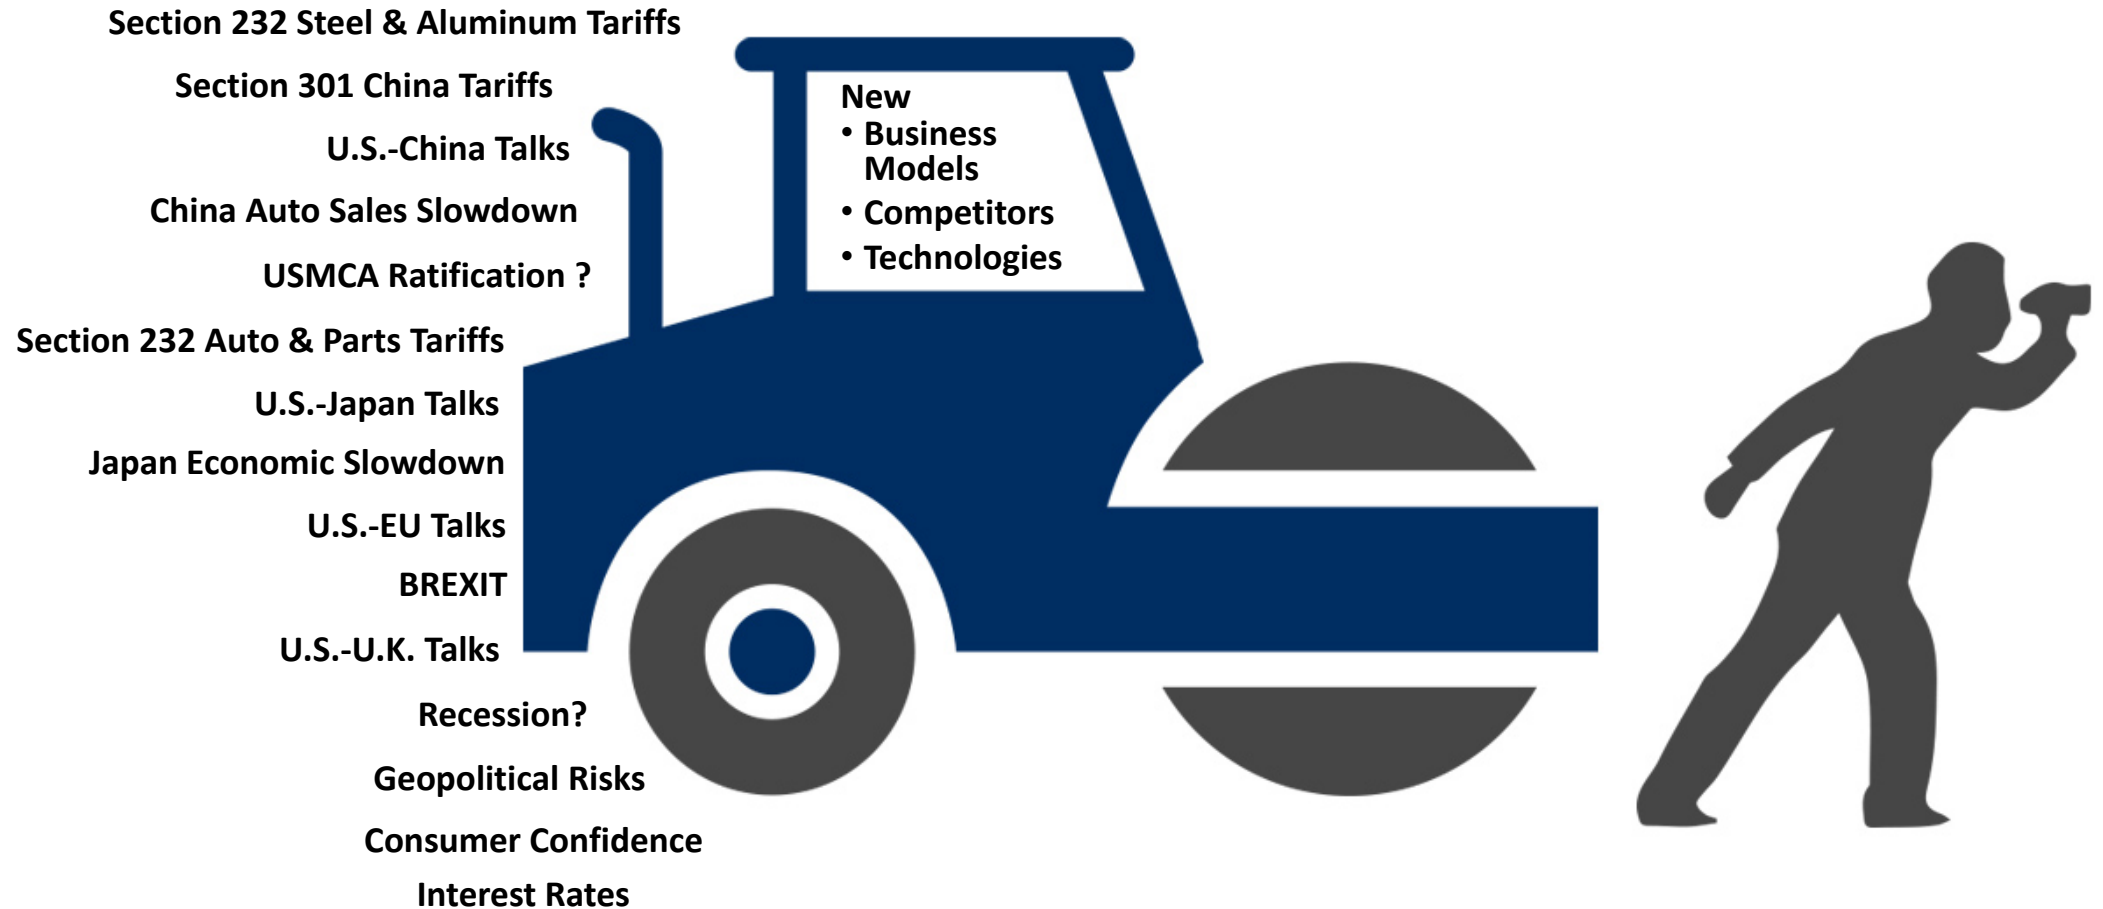 Section 232 Steel & Aluminum Tariffs
Section 301 China Tariffs
U.S.-China Talks
China Auto Sales Slowdown
USMCA Ratification ?
Section 232 Auto & Parts Tariffs
U.S.-Japan Talks
Japan Economic Slowdown
U.S.-EU Talks
BREXIT
U.S.-U.K. Talks
Recession?
Geopolitical Risks
Consumer Confidence
Interest Rates
New
• Business
Models
• Competitors
• Technologies